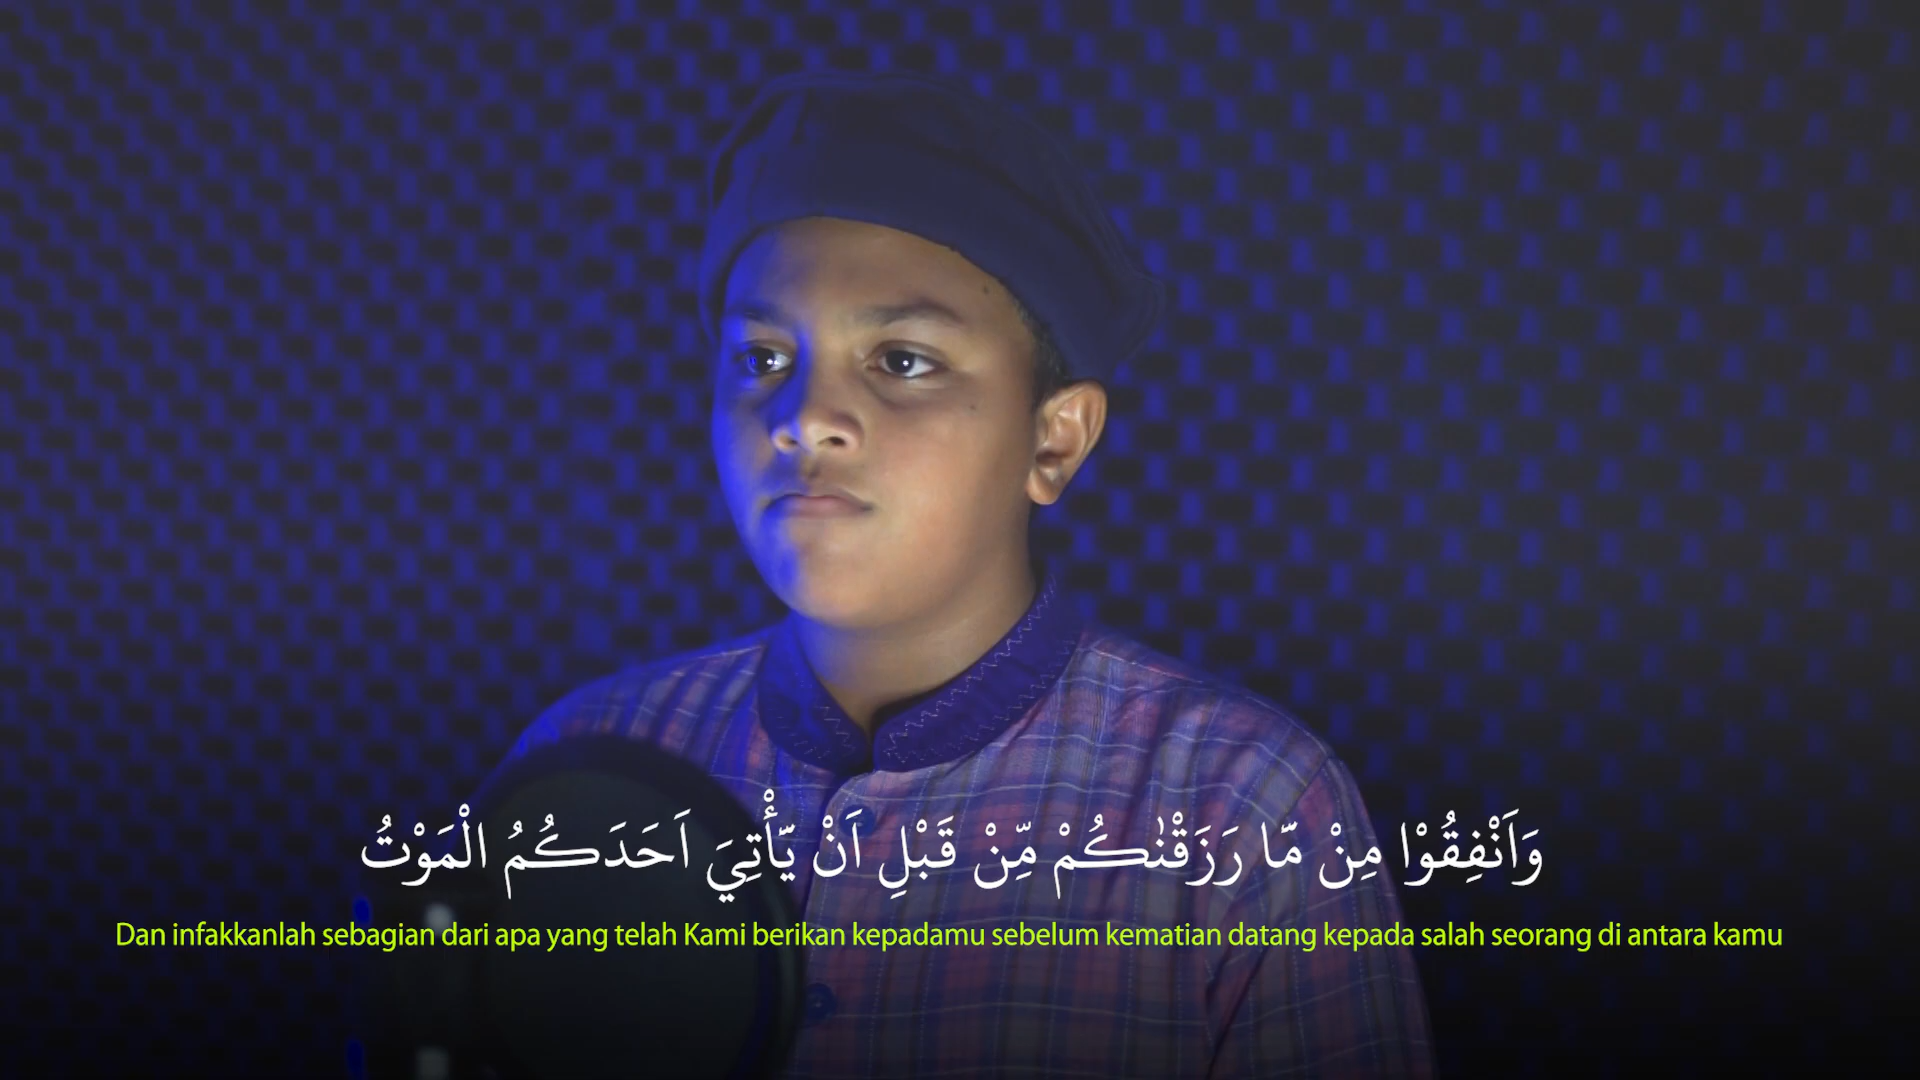 وَاَنْفِقُوْا مِنْ مَّا رَزَقْنٰكُمْ مِّنْ قَبْلِ اَنْ يَّأْتِيَ اَحَدَكُمُ الْمَوْتُ
Dan infakkanlah sebagian dari apa yang telah Kami berikan kepadamu sebelum kematian datang kepada salah seorang di antara kamu